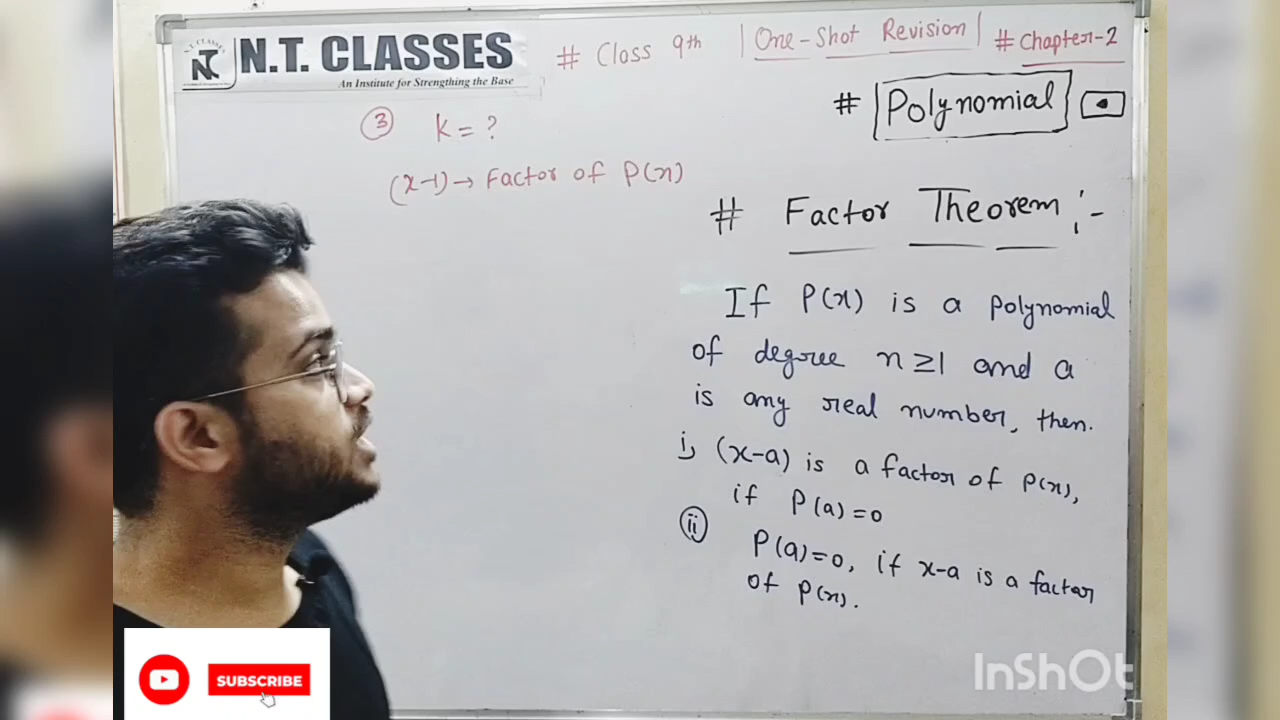 N.T. CLASSES
An Institute for Strengthening the Base
# Class 9th | One-Shot Revision | # Chapter-2
# Polynomial
③ K = ?
(x-1) → Factor of P(x)
# Factor Theorem :-
If P(x) is a polynomial
of degree n ≥ 1 and a
is any real number, then.
i, (x-a) is a factor of P(x),
if P(a) = 0
ii P(a) = 0, if x-a is a factor
of P(x).
SUBSCRIBE
InShOt